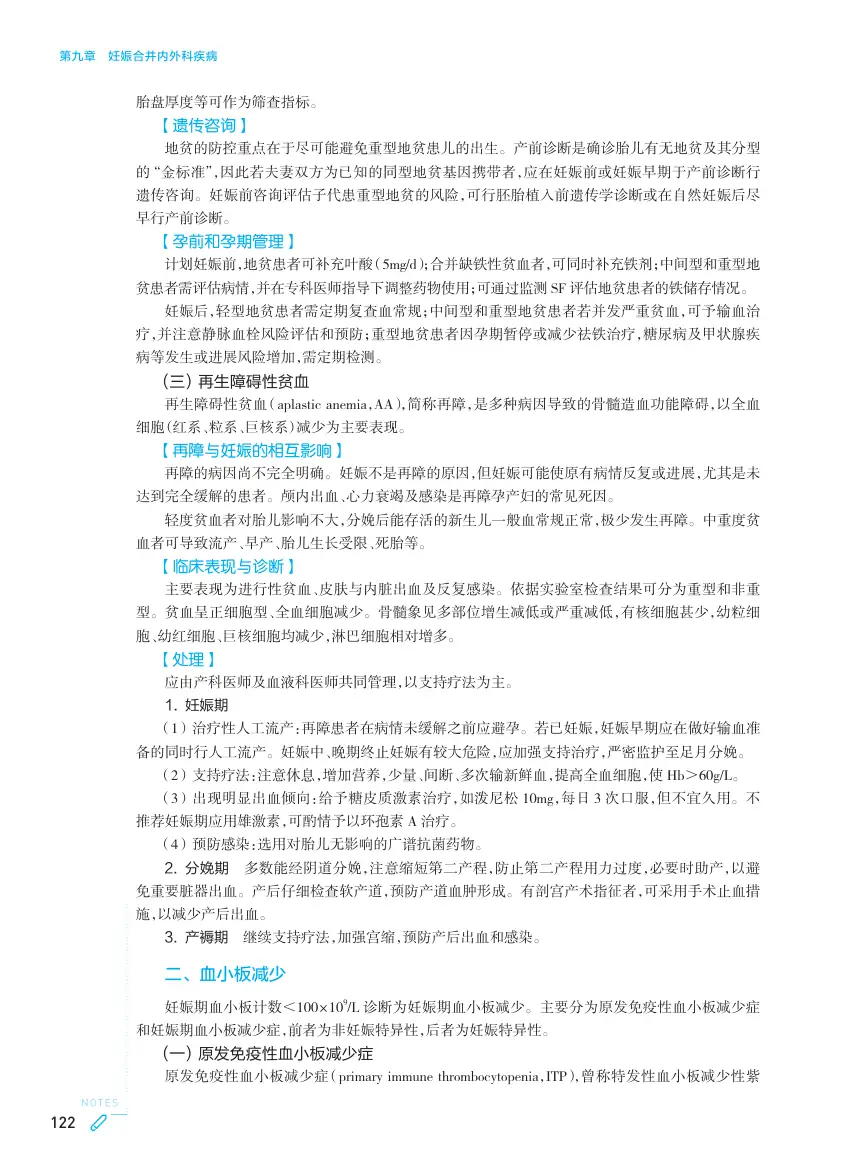 第九章　妊娠合并内外科疾病
胎盘厚度等可作为筛查指标。
【遗传咨询】
地贫的防控重点在于尽可能避免重型地贫患儿的出生。产前诊断是确诊胎儿有无地贫及其分型
的“金标准”,因此若夫妻双方为已知的同型地贫基因携带者,应在妊娠前或妊娠早期于产前诊断行
遗传咨询。妊娠前咨询评估子代患重型地贫的风险,可行胚胎植入前遗传学诊断或在自然妊娠后尽
早行产前诊断。
【孕前和孕期管理】
计划妊娠前,地贫患者可补充叶酸(5mg/d);合并缺铁性贫血者,可同时补充铁剂;中间型和重型地
贫患者需评估病情,并在专科医师指导下调整药物使用;可通过监测 SF 评估地贫患者的铁储存情况。
妊娠后,轻型地贫患者需定期复查血常规;中间型和重型地贫患者若并发严重贫血,可予输血治
疗,并注意静脉血栓风险评估和预防;重型地贫患者因孕期暂停或减少祛铁治疗,糖尿病及甲状腺疾
病等发生或进展风险增加,需定期检测。
(三)再生障碍性贫血
再生障碍性贫血(aplastic anemia,AA),简称再障,是多种病因导致的骨髓造血功能障碍,以全血
细胞(红系、粒系、巨核系)减少为主要表现。
【再障与妊娠的相互影响】
再障的病因尚不完全明确。妊娠不是再障的原因,但妊娠可能使原有病情反复或进展,尤其是未
达到完全缓解的患者。颅内出血、心力衰竭及感染是再障孕产妇的常见死因。
轻度贫血者对胎儿影响不大,分娩后能存活的新生儿一般血常规正常,极少发生再障。中重度贫
血者可导致流产、早产、胎儿生长受限、死胎等。
【临床表现与诊断】
主要表现为进行性贫血、皮肤与内脏出血及反复感染。依据实验室检查结果可分为重型和非重
型。贫血呈正细胞型、全血细胞减少。骨髓象见多部位增生减低或严重减低,有核细胞甚少,幼粒细
胞、幼红细胞、巨核细胞均减少,淋巴细胞相对增多。
【处理】
应由产科医师及血液科医师共同管理,以支持疗法为主。
1. 妊娠期
(1)治疗性人工流产:再障患者在病情未缓解之前应避孕。若已妊娠,妊娠早期应在做好输血准
备的同时行人工流产。妊娠中、晚期终止妊娠有较大危险,应加强支持治疗,严密监护至足月分娩。
(2)支持疗法:注意休息,增加营养,少量、间断、多次输新鲜血,提高全血细胞,使 Hb＞60g/L。
(3)出现明显出血倾向:给予糖皮质激素治疗,如泼尼松 10mg,每日 3 次口服,但不宜久用。不
推荐妊娠期应用雄激素,可酌情予以环孢素 A 治疗。
(4)预防感染:选用对胎儿无影响的广谱抗菌药物。
2. 分娩期　多数能经阴道分娩,注意缩短第二产程,防止第二产程用力过度,必要时助产,以避
免重要脏器出血。产后仔细检查软产道,预防产道血肿形成。有剖宫产术指征者,可采用手术止血措
施,以减少产后出血。
3. 产褥期　继续支持疗法,加强宫缩,预防产后出血和感染。
二、血小板减少
妊娠期血小板计数＜100×10⁹/L 诊断为妊娠期血小板减少。主要分为原发免疫性血小板减少症
和妊娠期血小板减少症,前者为非妊娠特异性,后者为妊娠特异性。
(一)原发免疫性血小板减少症
原发免疫性血小板减少症(primary immune thrombocytopenia,ITP),曾称特发性血小板减少性紫
NOTES
122